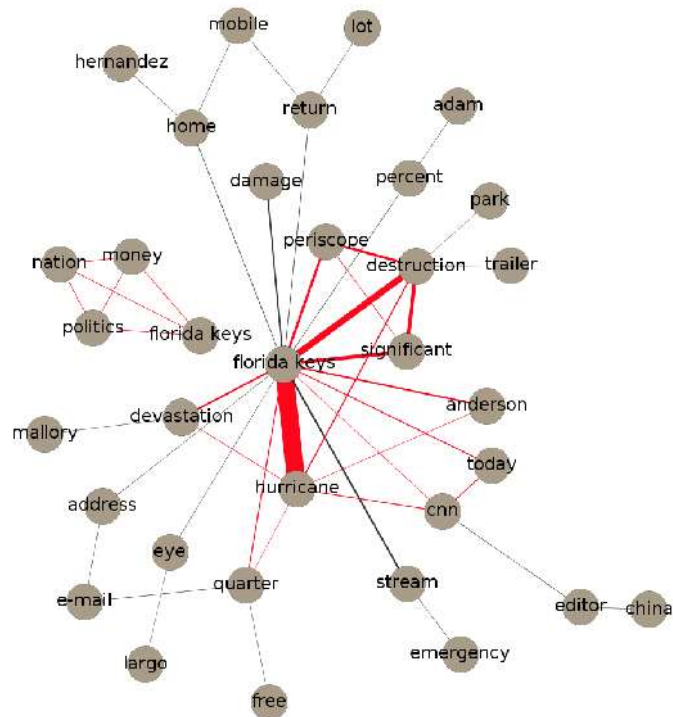 mobile
lot
hernandez
return
adam
home
damage
percent
park
periscope
nation
money
destruction
trailer
politics
florida keys
significant
florida keys
anderson
devastation
mallory
today
hurricane
address
cnn
eye
quarter
stream
e-mail
editor
china
largo
emergency
free